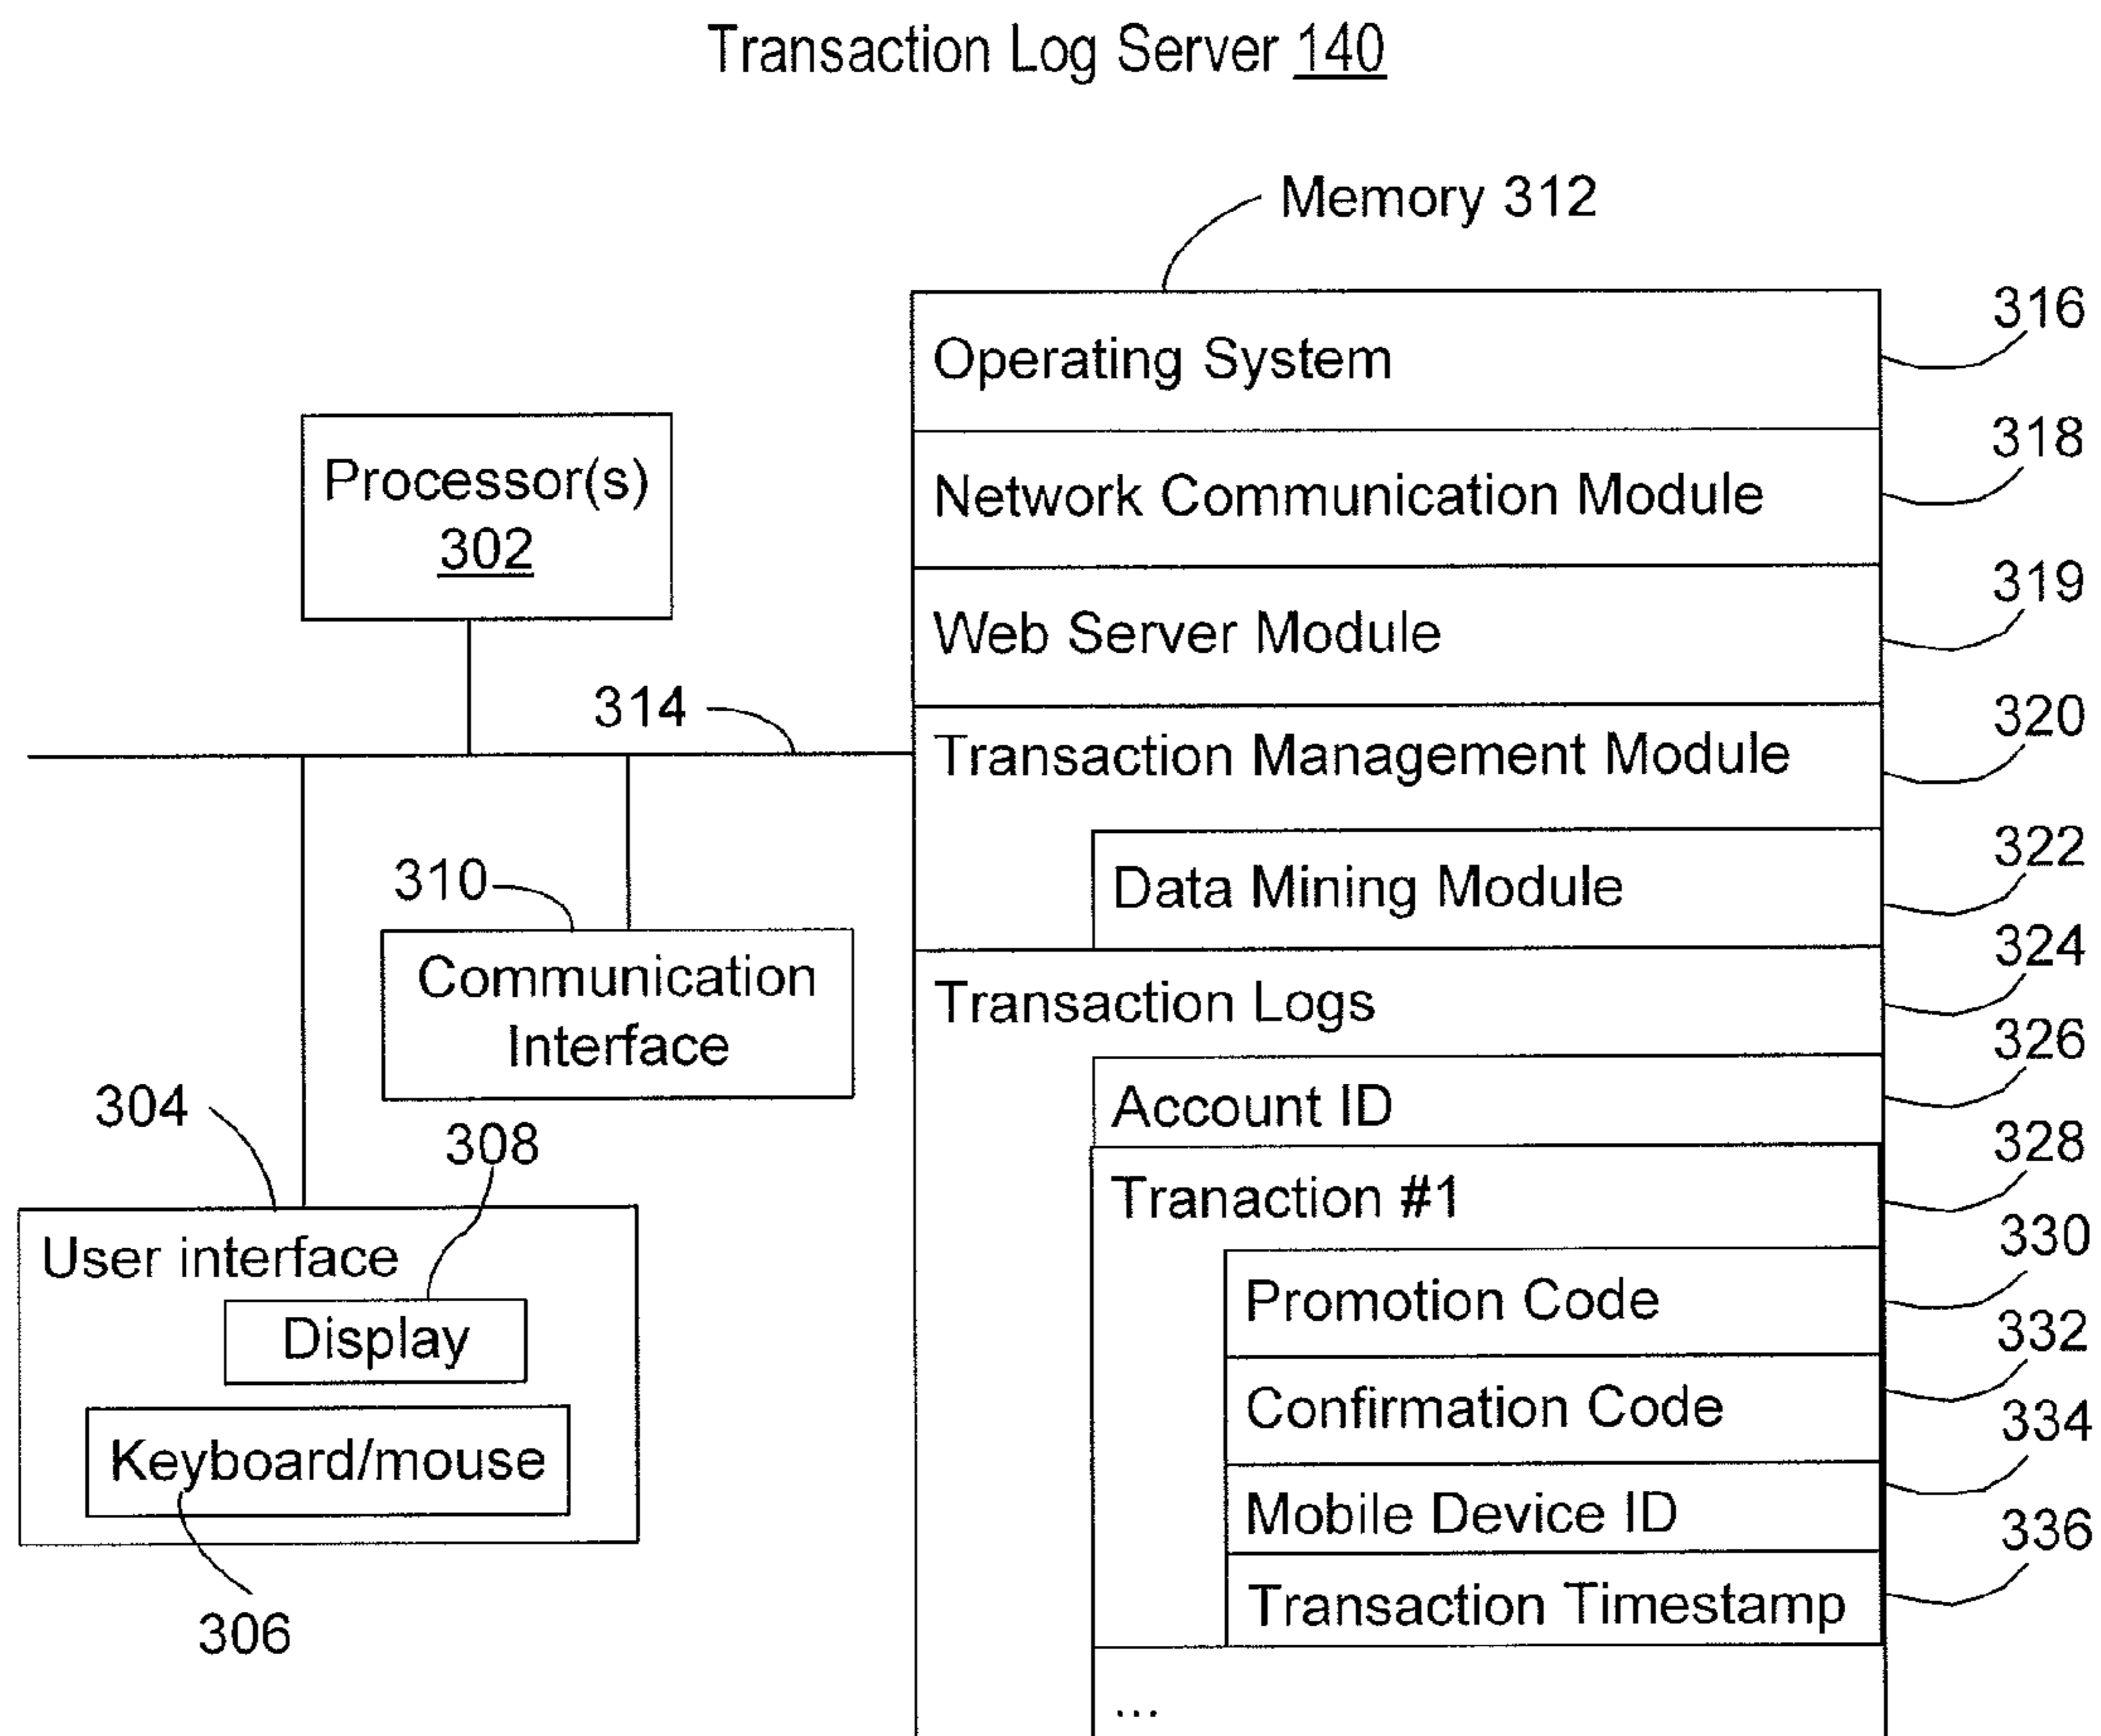 Transaction Log Server 140
Memory 312
Operating System
316
Network Communication Module
318
Web Server Module
319
Transaction Management Module
320
Data Mining Module
322
Transaction Logs
324
Account ID
326
Tranaction #1
328
Promotion Code
330
Confirmation Code
332
Mobile Device ID
334
Transaction Timestamp
336
...
Processor(s)
302
314
310
Communication
Interface
304
308
User interface
Display
Keyboard/mouse
306